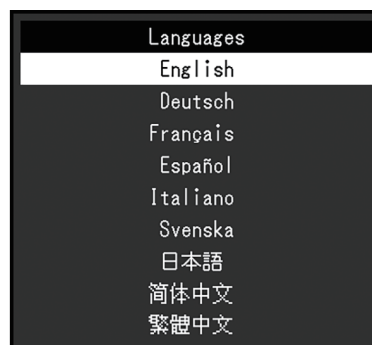 Languages
English
Deutsch
Français
Español
Italiano
Svenska
日本語
简体中文
繁體中文